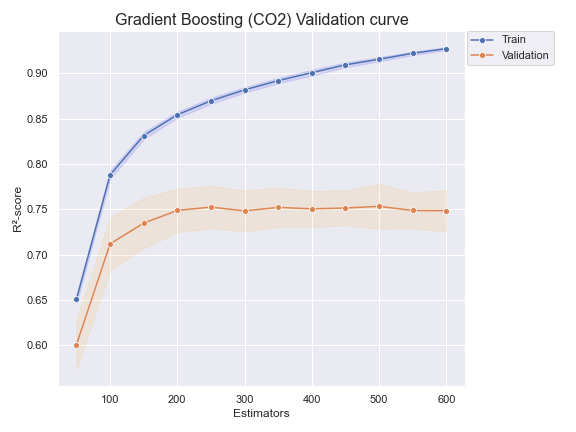 Gradient Boosting (CO2) Validation curve
Train
Validation
R²-score
0.90
0.85
0.80
0.75
0.70
0.65
0.60
100 200 300 400 500 600
Estimators